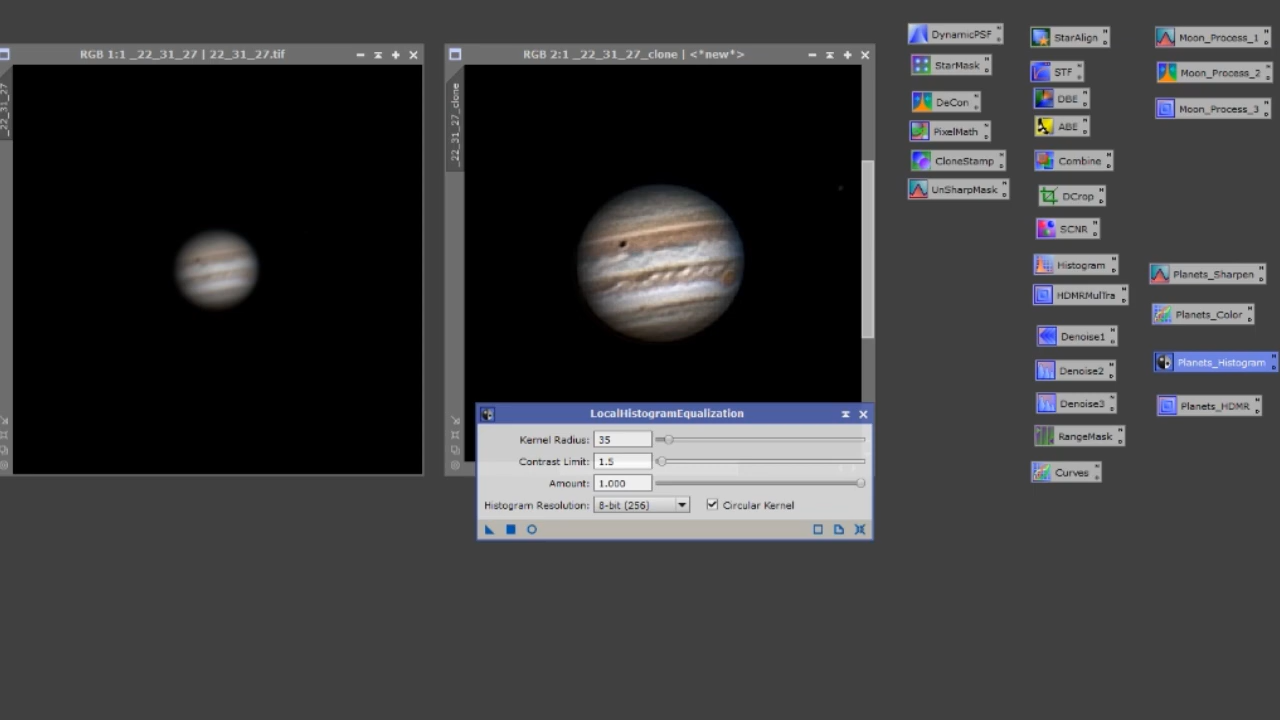 RGB 1:1 _22_31_27 | 22_31_27.tif
_22_31_27
RGB 2:1 _22_31_27_clone | <*new*>
_22_31_27_clone
LocalHistogramEqualization
Kernel Radius: 35
Contrast Limit: 1.5
Amount: 1.000
Histogram Resolution: 8-bit (256) Circular Kernel
DynamicPSF
StarMask
DeCon
PixelMath
CloneStamp
UnSharpMask
StarAlign
STF
DBE
ABE
Combine
DCrop
SCNR
Histogram
HDMRMulTra
Denoise1
Denoise2
Denoise3
RangeMask
Curves
Moon_Process_1
Moon_Process_2
Moon_Process_3
Planets_Sharpen
Planets_Color
Planets_Histogram
Planets_HDMR